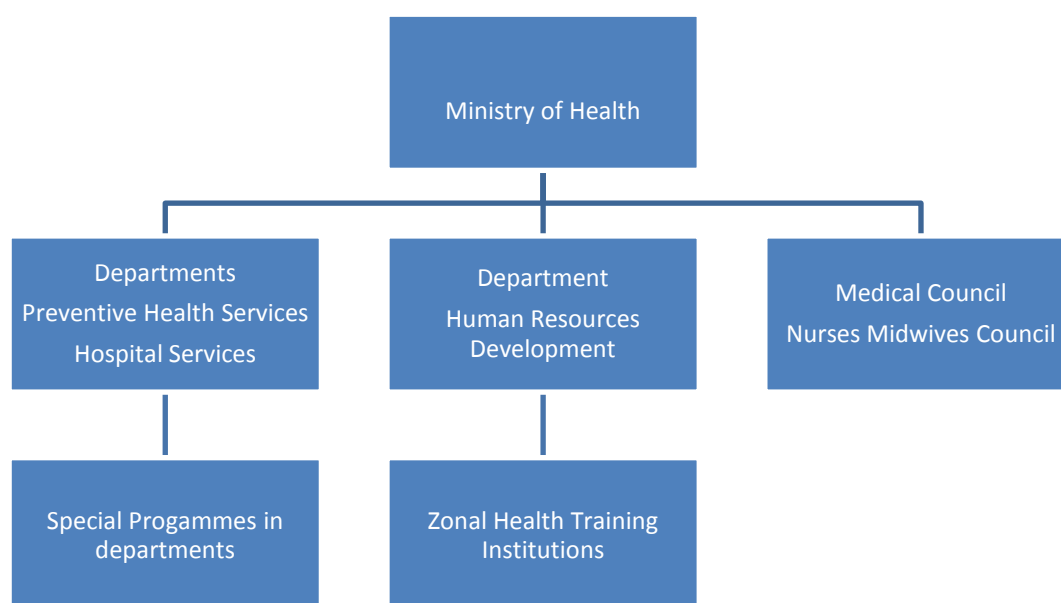 Ministry of Health
Departments
Preventive Health Services
Hospital Services
Department
Human Resources
Development
Medical Council
Nurses Midwives Council
Special Progammes in
departments
Zonal Health Training
Institutions